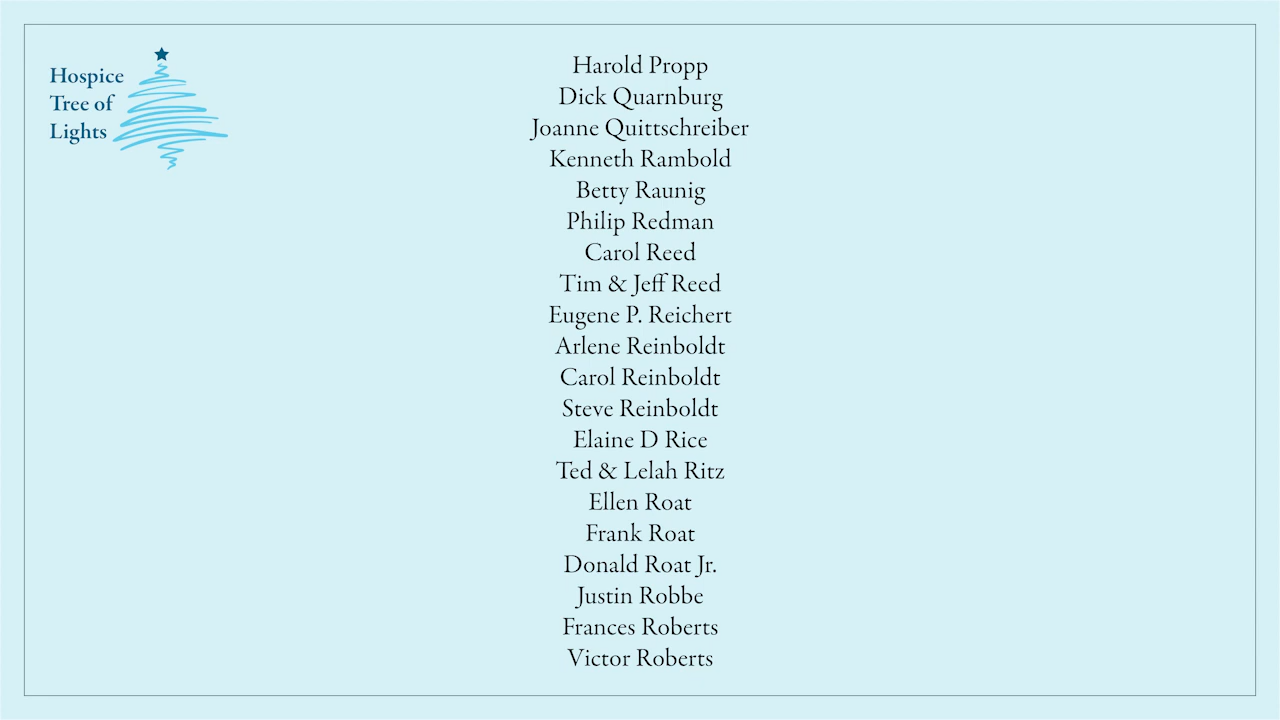 Hospice
Tree of
Lights
Harold Propp
Dick Quarnburg
Joanne Quittschreiber
Kenneth Rambold
Betty Raunig
Philip Redman
Carol Reed
Tim & Jeff Reed
Eugene P. Reichert
Arlene Reinboldt
Carol Reinboldt
Steve Reinboldt
Elaine D Rice
Ted & Lelah Ritz
Ellen Roat
Frank Roat
Donald Roat Jr.
Justin Robbe
Frances Roberts
Victor Roberts